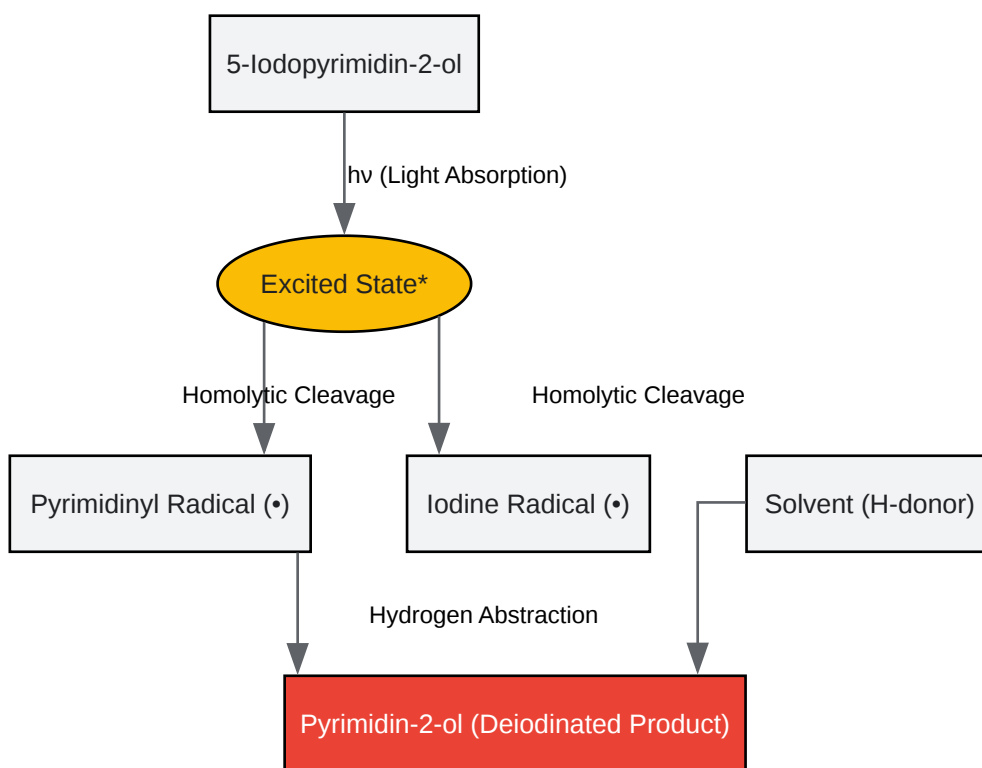 5-Iodopyrimidin-2-ol
hν (Light Absorption)
Excited State*
Homolytic Cleavage
Homolytic Cleavage
Pyrimidinyl Radical (•)
Iodine Radical (•)
Solvent (H-donor)
Hydrogen Abstraction
Pyrimidin-2-ol (Deiodinated Product)